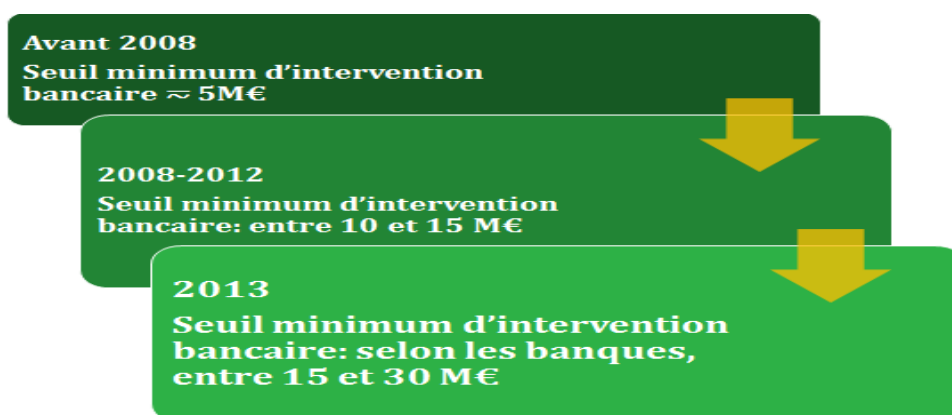 Avant 2008
Seuil minimum d’intervention
bancaire ~ 5M€
2008-2012
Seuil minimum d’intervention
bancaire: entre 10 et 15 M€
2013
Seuil minimum d’intervention
bancaire: selon les banques,
entre 15 et 30 M€